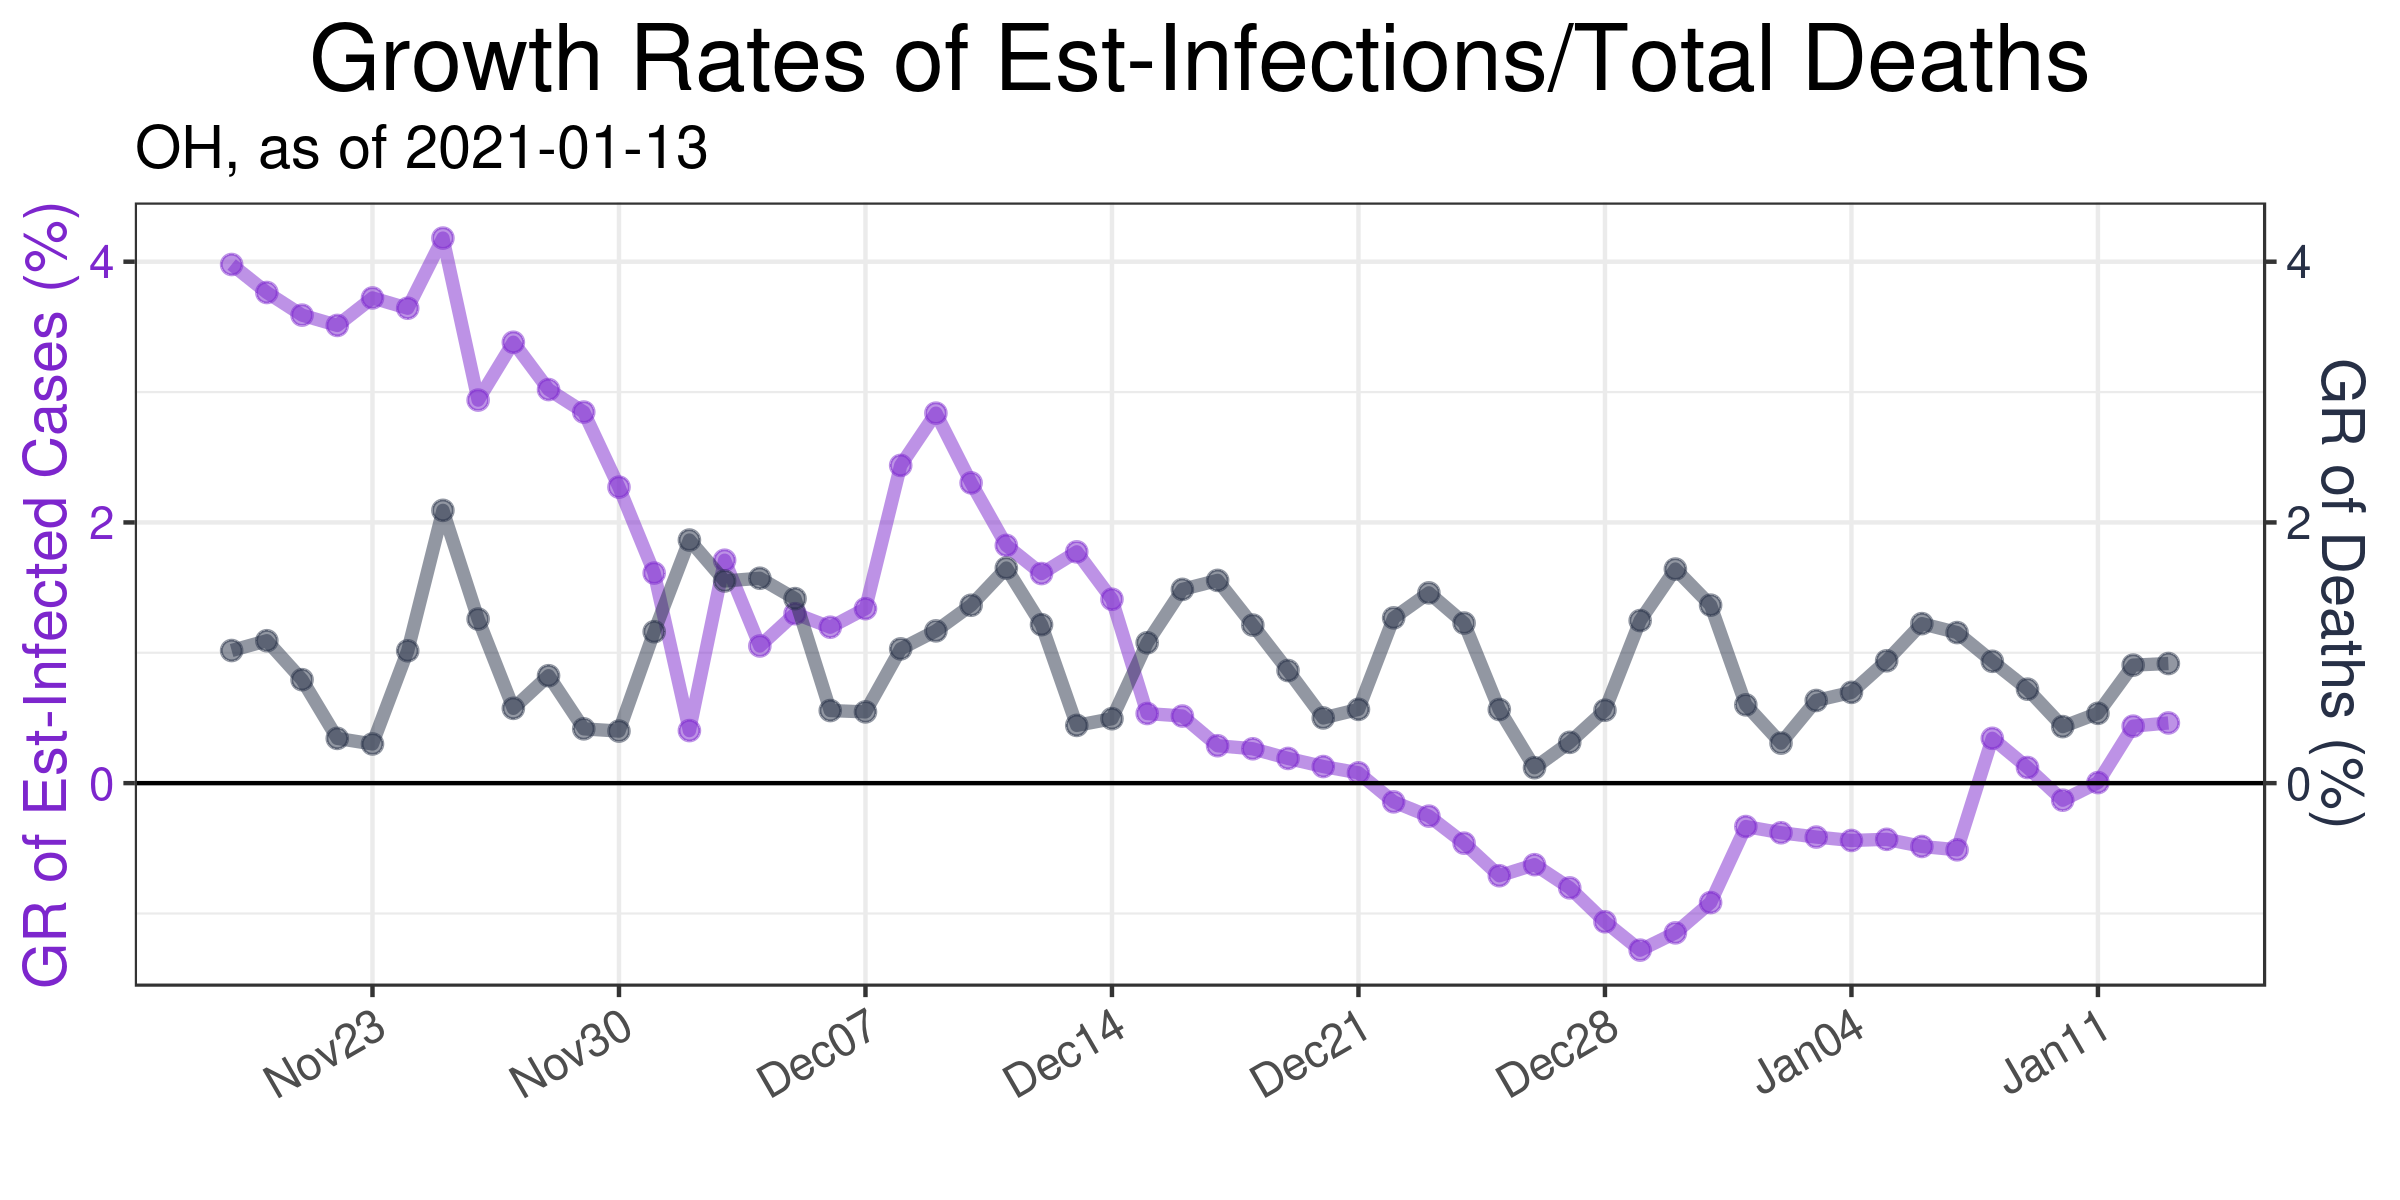 Growth Rates of Est-Infections/Total Deaths
OH, as of 2021-01-13
GR of Est-Infected Cases (%)
4
2
0
4
2
0
GR of Deaths (%)
Nov23
Nov30
Dec07
Dec14
Dec21
Dec28
Jan04
Jan11